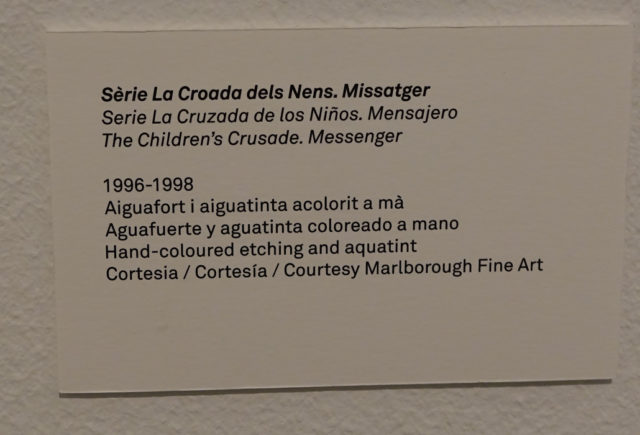 Sèrie La Croada dels Nens. Missatger
Serie La Cruzada de los Niños. Mensajero
The Children's Crusade. Messenger
1996-1998
Aiguafort i aiguatinta acolorit a mà
Aguafuerte y aguatinta coloreado a mano
Hand-coloured etching and aquatint
Cortesia / Cortesía / Courtesy Marlborough Fine Art